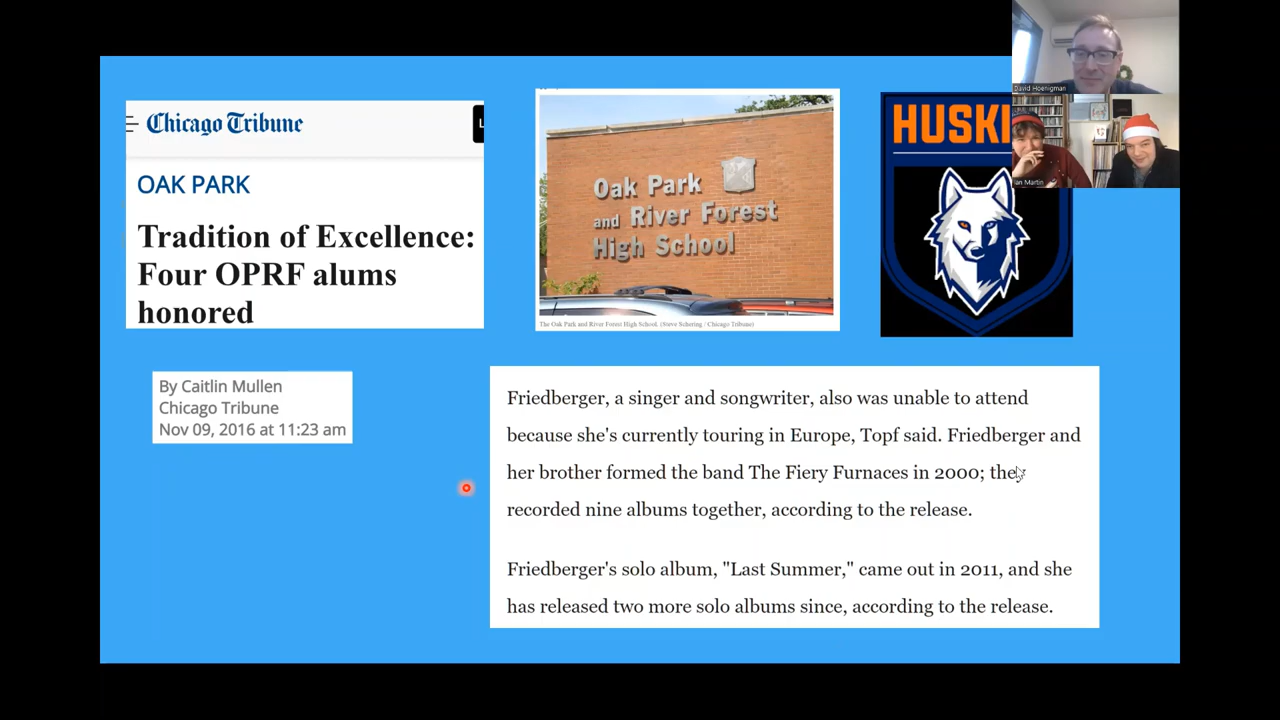 Chicago Tribune
L
OAK PARK
Tradition of Excellence:
Four OPRF alums
honored
Oak Park
and River Forest
High School
The Oak Park and River Forest High School (Steve Schering / Chicago Tribune)
HUSKI
David Hoenigman
Ian Martin
By Caitlin Mullen
Chicago Tribune
Nov 09, 2016 at 11:23 am
Friedberger, a singer and songwriter, also was unable to attend
because she's currently touring in Europe, Topf said. Friedberger and
her brother formed the band The Fiery Furnaces in 2000; they
recorded nine albums together, according to the release.
Friedberger's solo album, "Last Summer," came out in 2011, and she
has released two more solo albums since, according to the release.